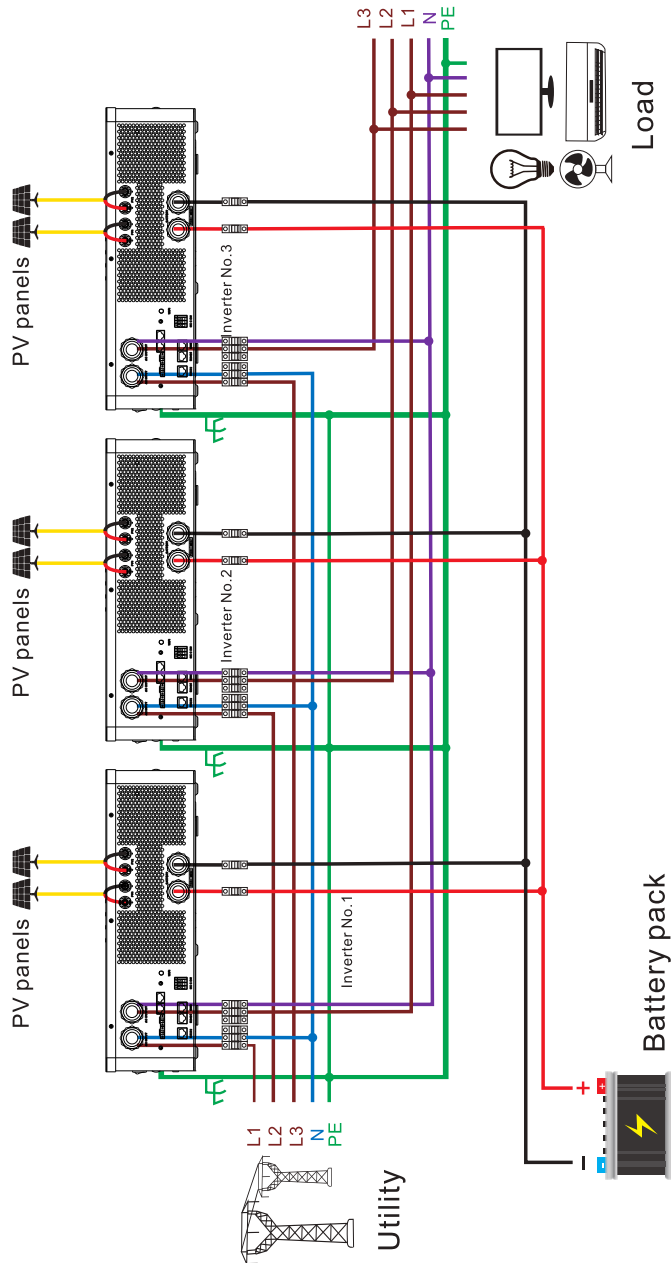 PV panels
PV panels
PV panels
Inverter No.1
Inverter No.2
Inverter No.3
L1
L2
L3
N
PE
Utility
L3
L2
L1
N
PE
Load
+
−
+
-
Battery pack